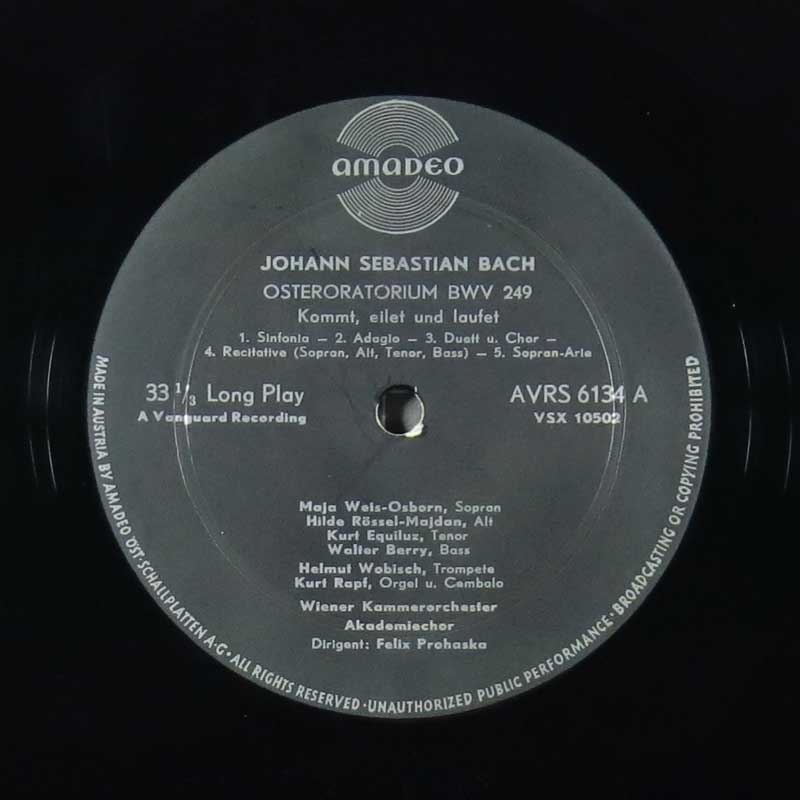 AMADEO
JOHANN SEBASTIAN BACH
OSTERORATORIUM BWV 249
Kommt, eilet und laufet
1. Sinfonia – 2. Adagio – 3. Duett u. Chor –
4. Recitative (Sopran, Alt, Tenor, Bass) – 5. Sopran-Arie
33 1/3 Long Play
A Vanguard Recording
AVRS 6134 A
VSX 10502
Maja Weis-Osborn, Sopran
Hilde Rössel-Majdan, Alt
Kurt Equiluz, Tenor
Walter Berry, Bass
Helmut Wobisch, Trompete
Kurt Rapf, Orgel u. Cembalo
Wiener Kammerorchester
Akademiechor
Dirigent: Felix Prohaska
MADE IN AUSTRIA BY AMADEO ÖST. SCHALLPLATTEN A·G · ALL RIGHTS RESERVED · UNAUTHORIZED PUBLIC PERFORMANCE · BROADCASTING OR COPYING PROHIBITED